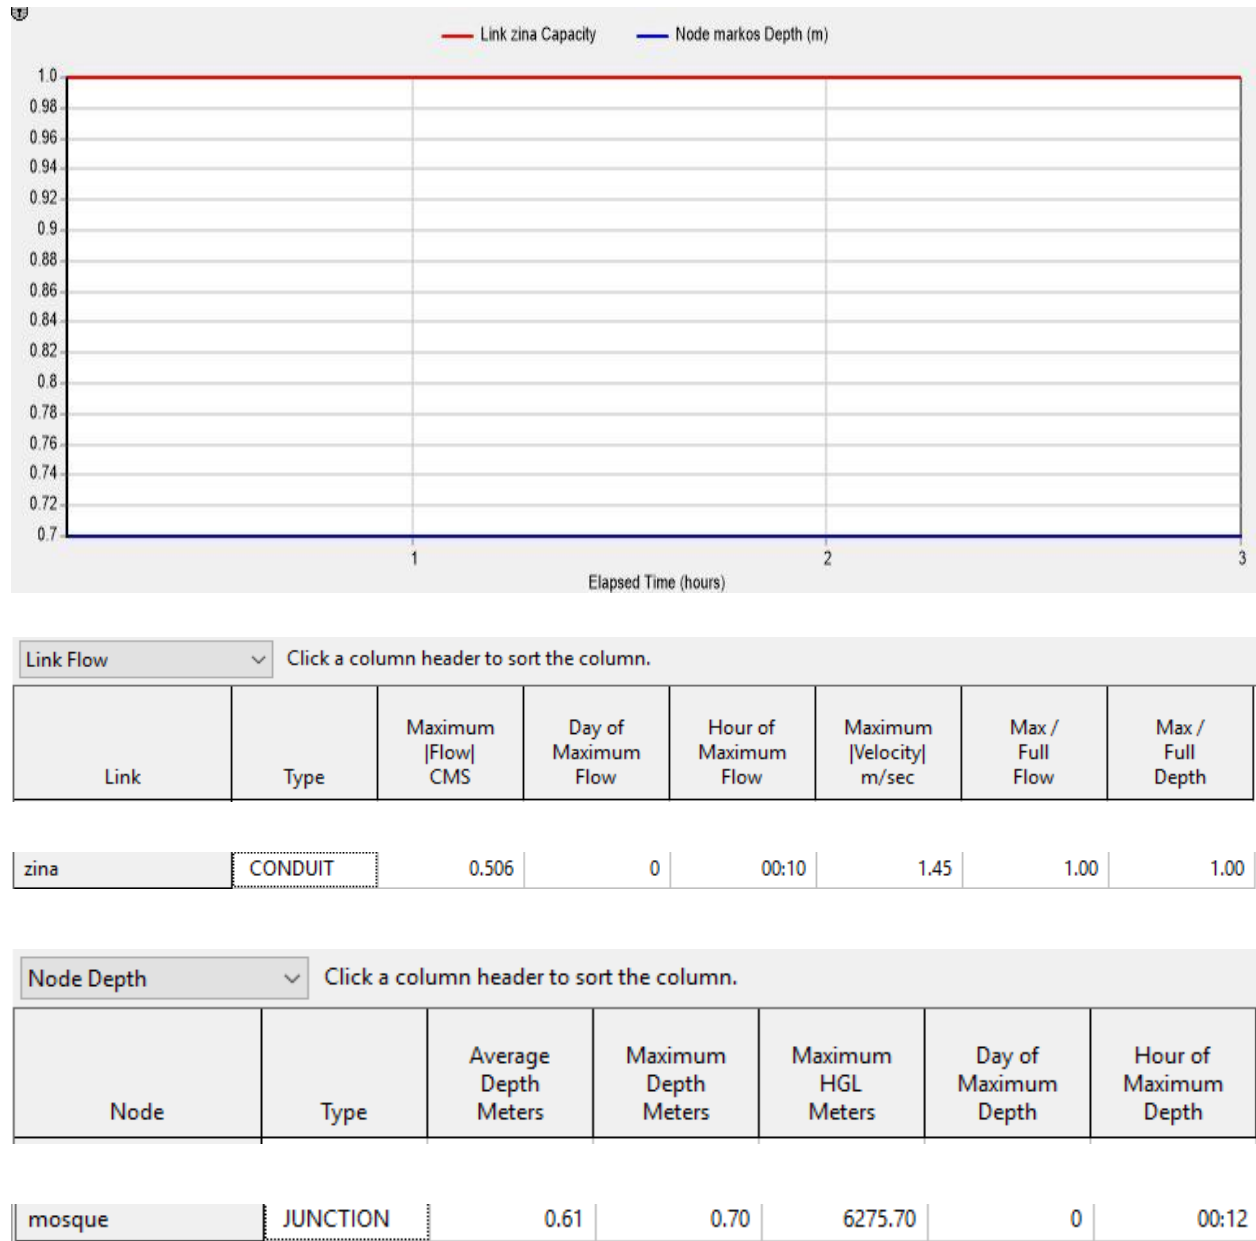 Link zina Capacity Node markos Depth (m)
1.0
0.98
0.96
0.94
0.92
0.9
0.88
0.86
0.84
0.82
0.8
0.78
0.76
0.74
0.72
0.7
1 2 3
Elapsed Time (hours)
Link Flow Click a column header to sort the column.
Link Type Maximum |Flow| CMS Day of Maximum Flow Hour of Maximum Flow Maximum |Velocity| m/sec Max / Full Flow Max / Full Depth
zina CONDUIT 0.506 0 00:10 1.45 1.00 1.00
Node Depth Click a column header to sort the column.
Node Type Average Depth Meters Maximum Depth Meters Maximum HGL Meters Day of Maximum Depth Hour of Maximum Depth
mosque JUNCTION 0.61 0.70 6275.70 0 00:12